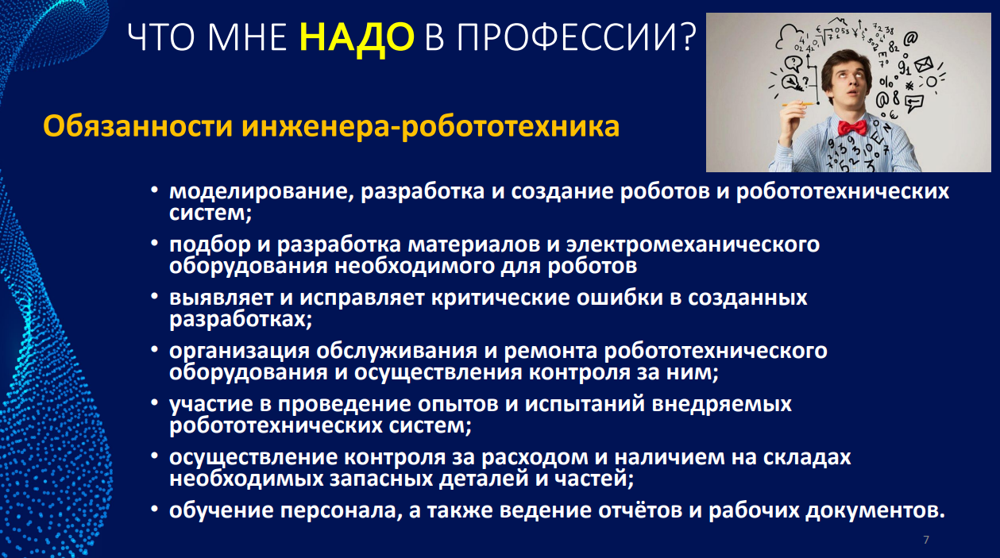 ЧТО МНЕ НАДО В ПРОФЕССИИ?
Обязанности инженера-робототехника
• моделирование, разработка и создание роботов и робототехнических
систем;
• подбор и разработка материалов и электромеханического
оборудования необходимого для роботов
• выявляет и исправляет критические ошибки в созданных
разработках;
• организация обслуживания и ремонта робототехнического
оборудования и осуществления контроля за ним;
• участие в проведение опытов и испытаний внедряемых
робототехнических систем;
• осуществление контроля за расходом и наличием на складах
необходимых запасных деталей и частей;
• обучение персонала, а также ведение отчётов и рабочих документов.
7